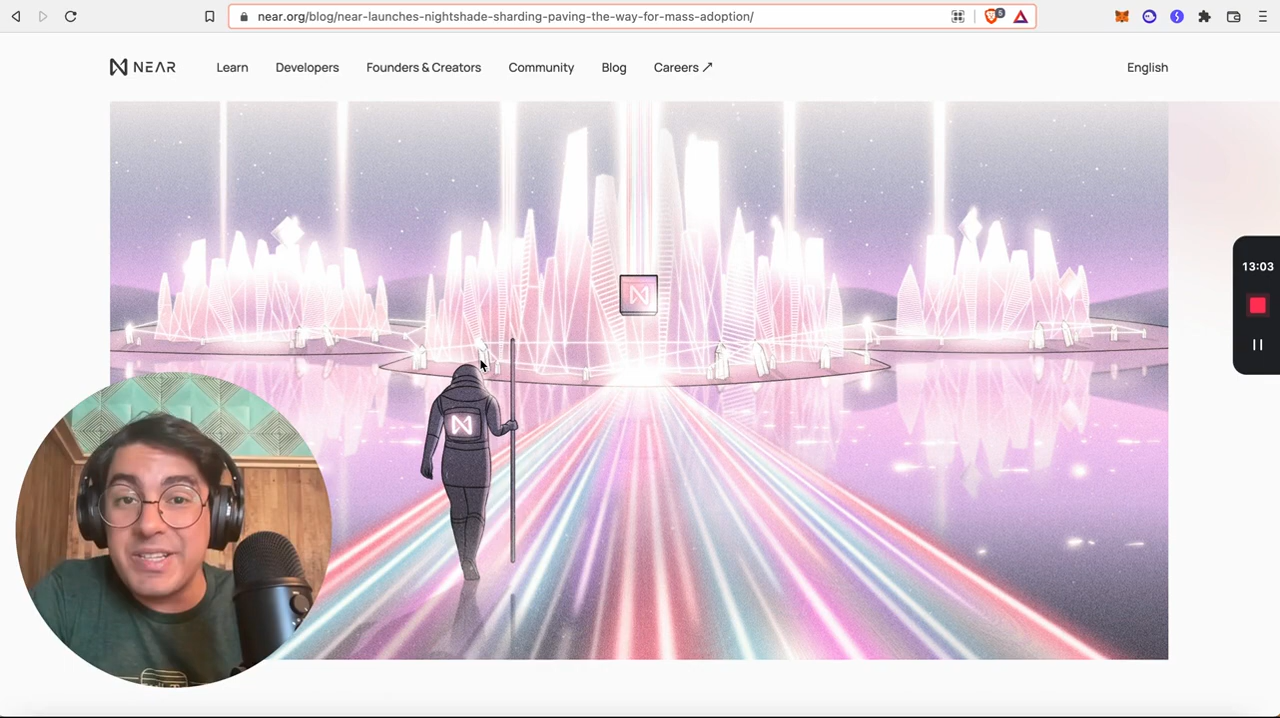 near.org/blog/near-launches-nightshade-sharding-paving-the-way-for-mass-adoption/
5
NEAR
Learn
Developers
Founders & Creators
Community
Blog
Careers ↗
English
13:03